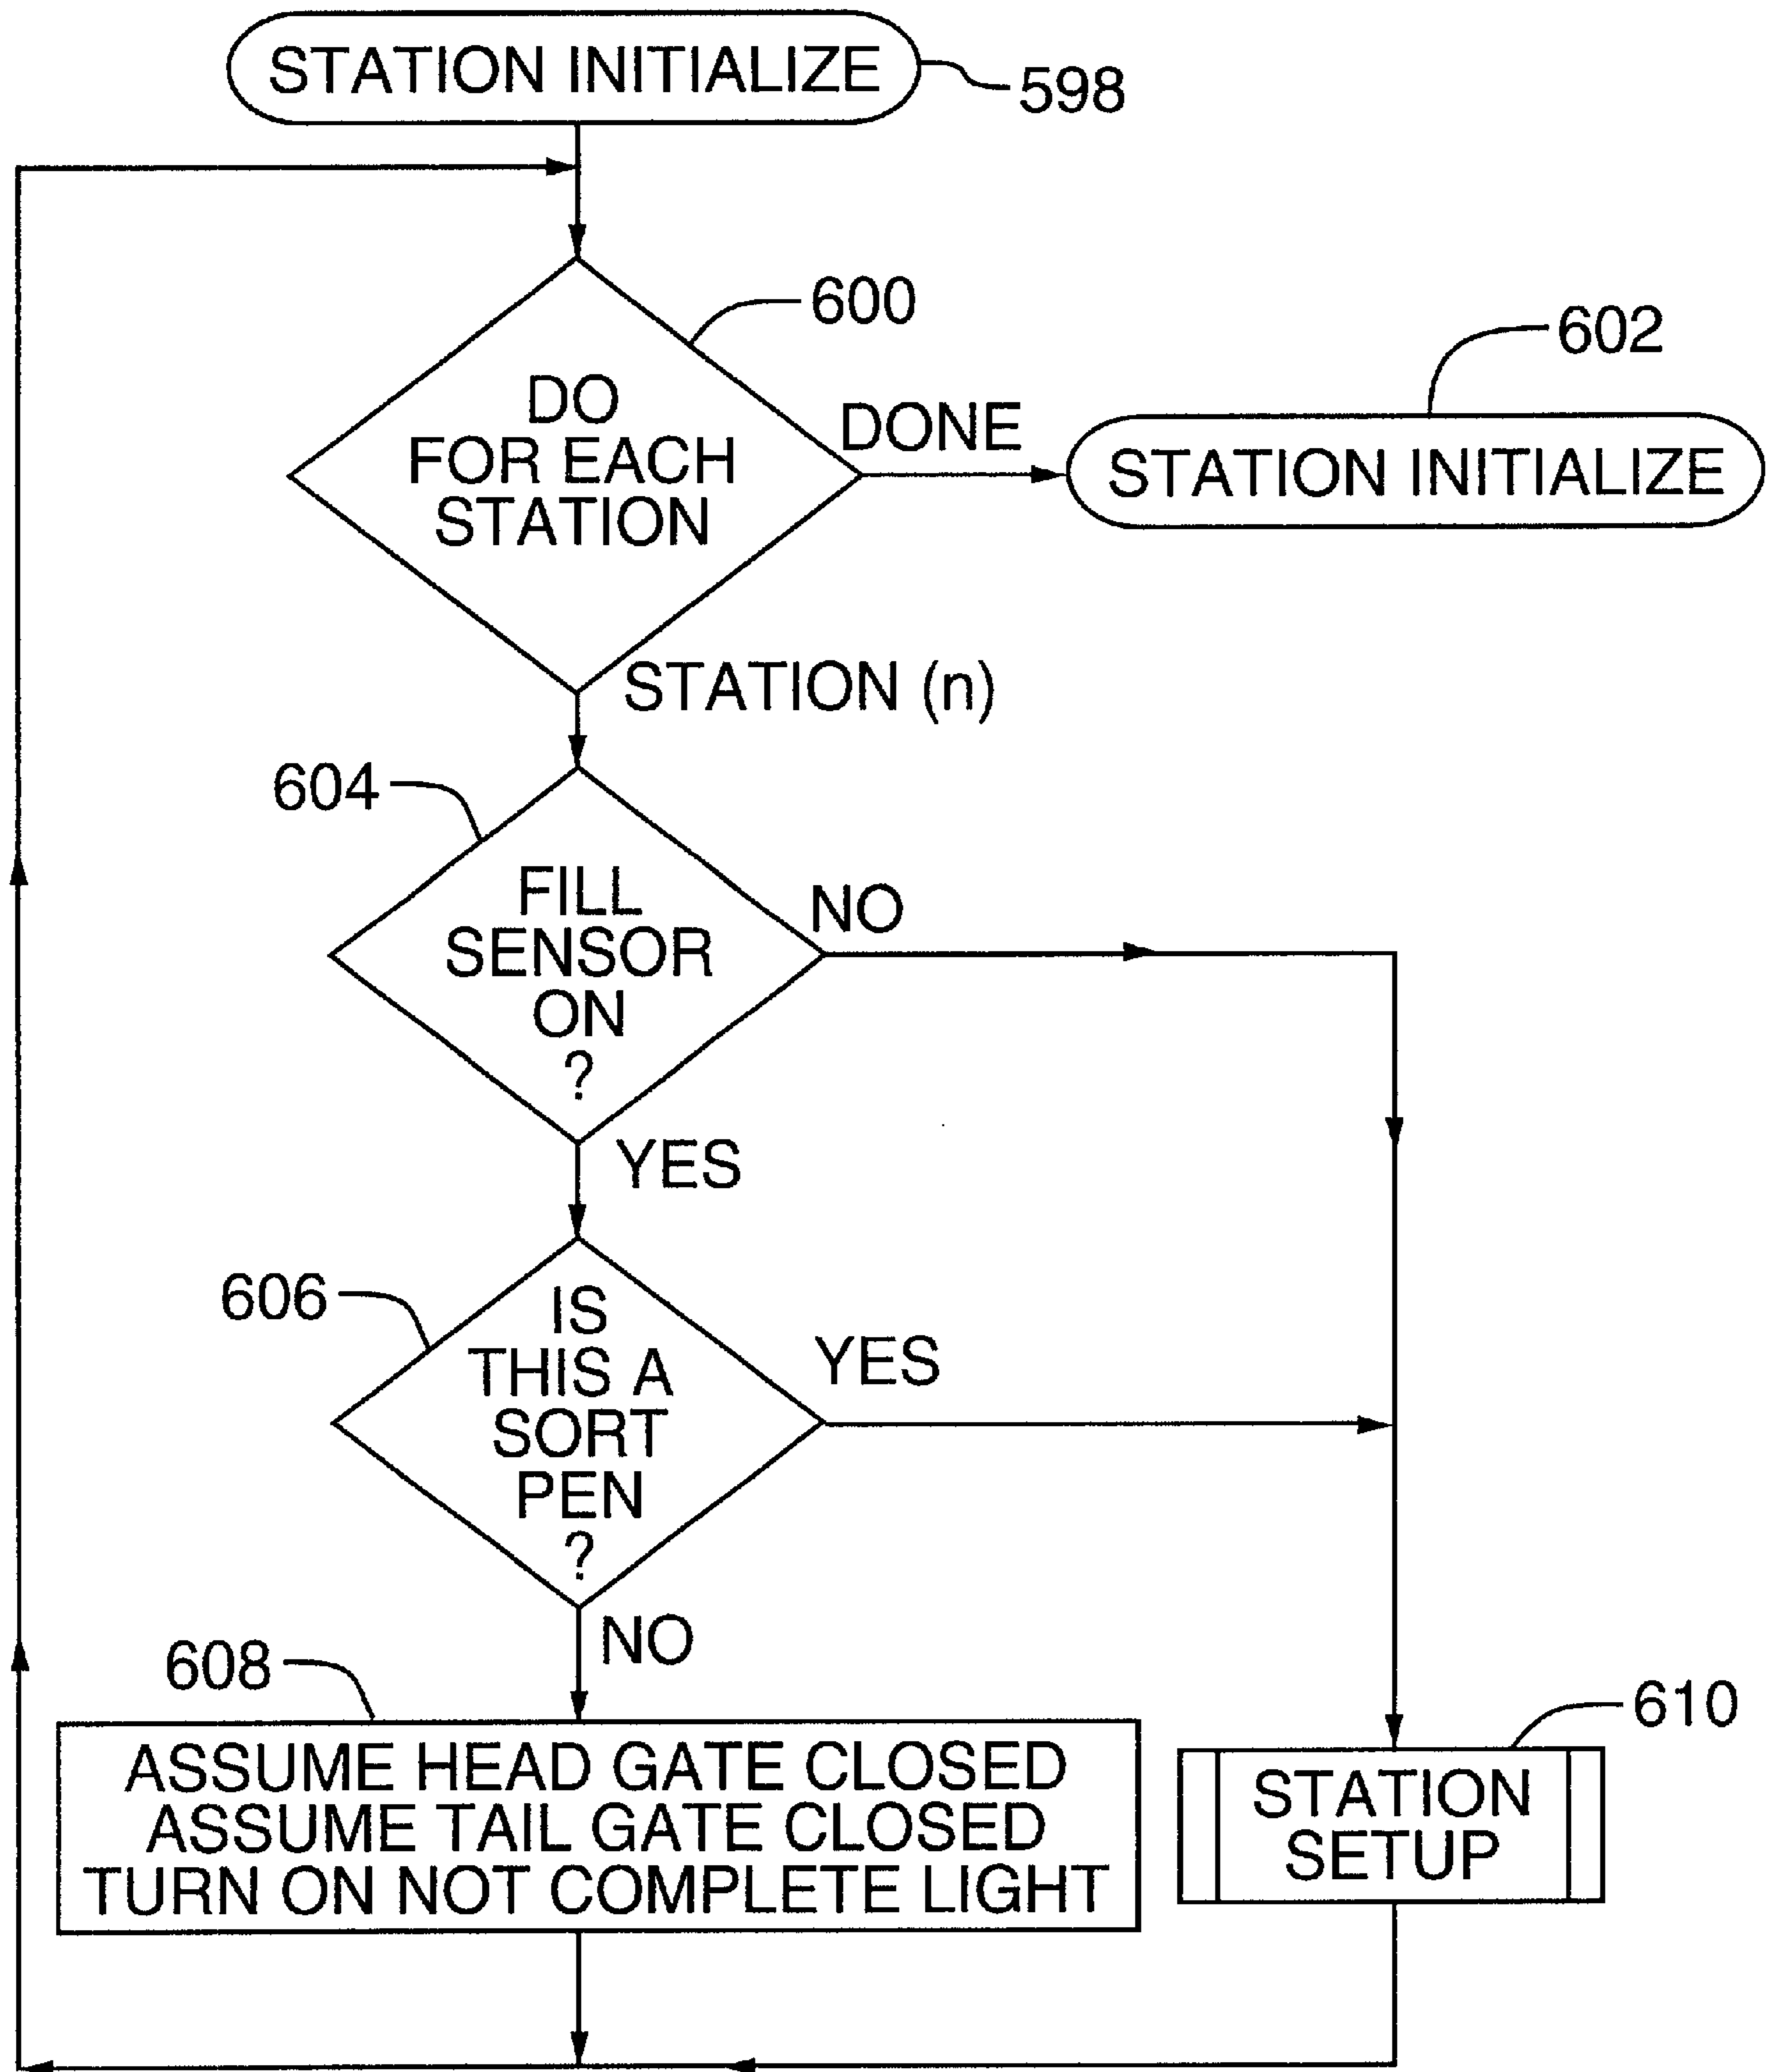 STATION INITIALIZE
598
600
602
DO
FOR EACH
STATION
DONE
STATION INITIALIZE
STATION (n)
604
FILL
SENSOR
ON
?
NO
YES
606
IS
THIS A
SORT
PEN
?
YES
NO
608
610
ASSUME HEAD GATE CLOSED
ASSUME TAIL GATE CLOSED
TURN ON NOT COMPLETE LIGHT
STATION
SETUP